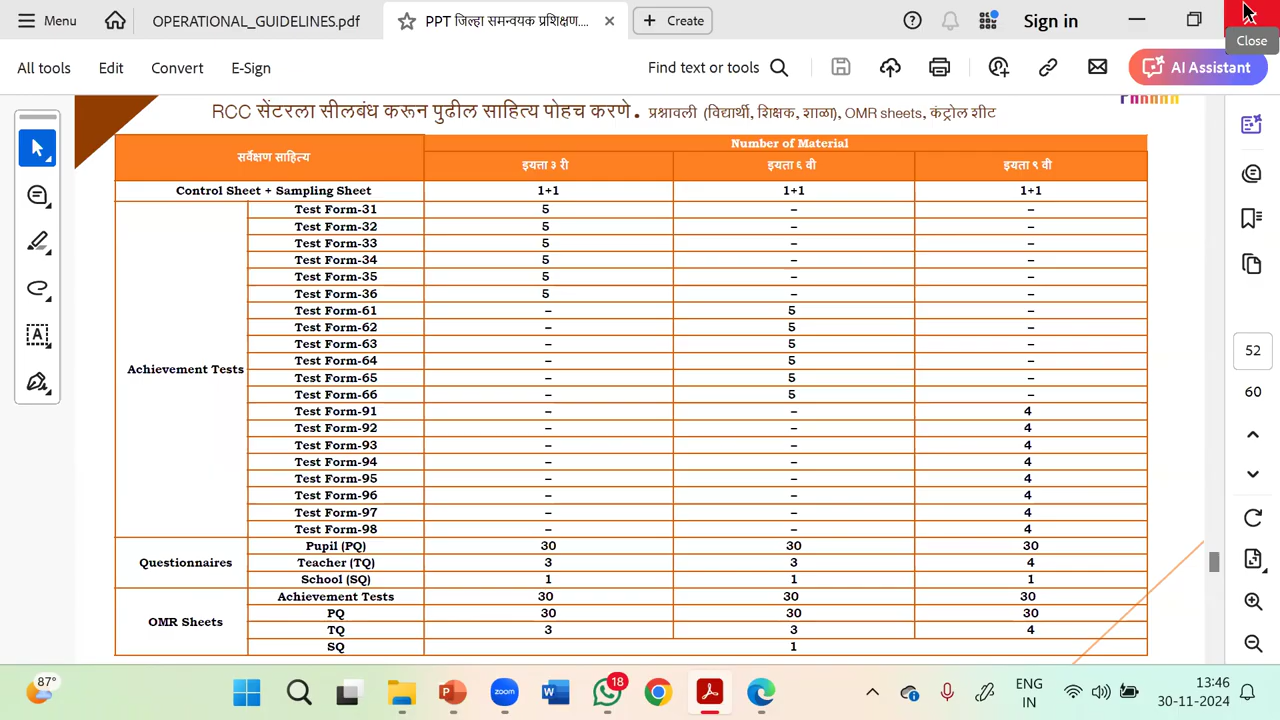 Menu OPERATIONAL_GUIDELINES.pdf PPT जिल्हा समन्वयक प्रशिक्षण.... Create Sign in
Close
All tools Edit Convert E-Sign Find text or tools AI Assistant
RCC सेंटरला सीलबंध करून पुढील साहित्य पोहच करणे. प्रश्नावली (विद्यार्थी, शिक्षक, शाळा), OMR sheets, कंट्रोल शीट
सर्वेक्षण साहित्य Number of Material
इयत्ता ३ री इयत्ता ६ वी इयत्ता ९ वी
Control Sheet + Sampling Sheet 1+1 1+1 1+1
Achievement Tests
Test Form-31 5 – –
Test Form-32 5 – –
Test Form-33 5 – –
Test Form-34 5 – –
Test Form-35 5 – –
Test Form-36 5 – –
Test Form-61 – 5 –
Test Form-62 – 5 –
Test Form-63 – 5 –
Test Form-64 – 5 –
Test Form-65 – 5 –
Test Form-66 – 5 –
Test Form-91 – – 4
Test Form-92 – – 4
Test Form-93 – – 4
Test Form-94 – – 4
Test Form-95 – – 4
Test Form-96 – – 4
Test Form-97 – – 4
Test Form-98 – – 4
Questionnaires
Pupil (PQ) 30 30 30
Teacher (TQ) 3 3 4
School (SQ) 1 1 1
OMR Sheets
Achievement Tests 30 30 30
PQ 30 30 30
TQ 3 3 4
SQ 1
52
60
87°
zoom
18
ENG
IN
13:46
30-11-2024